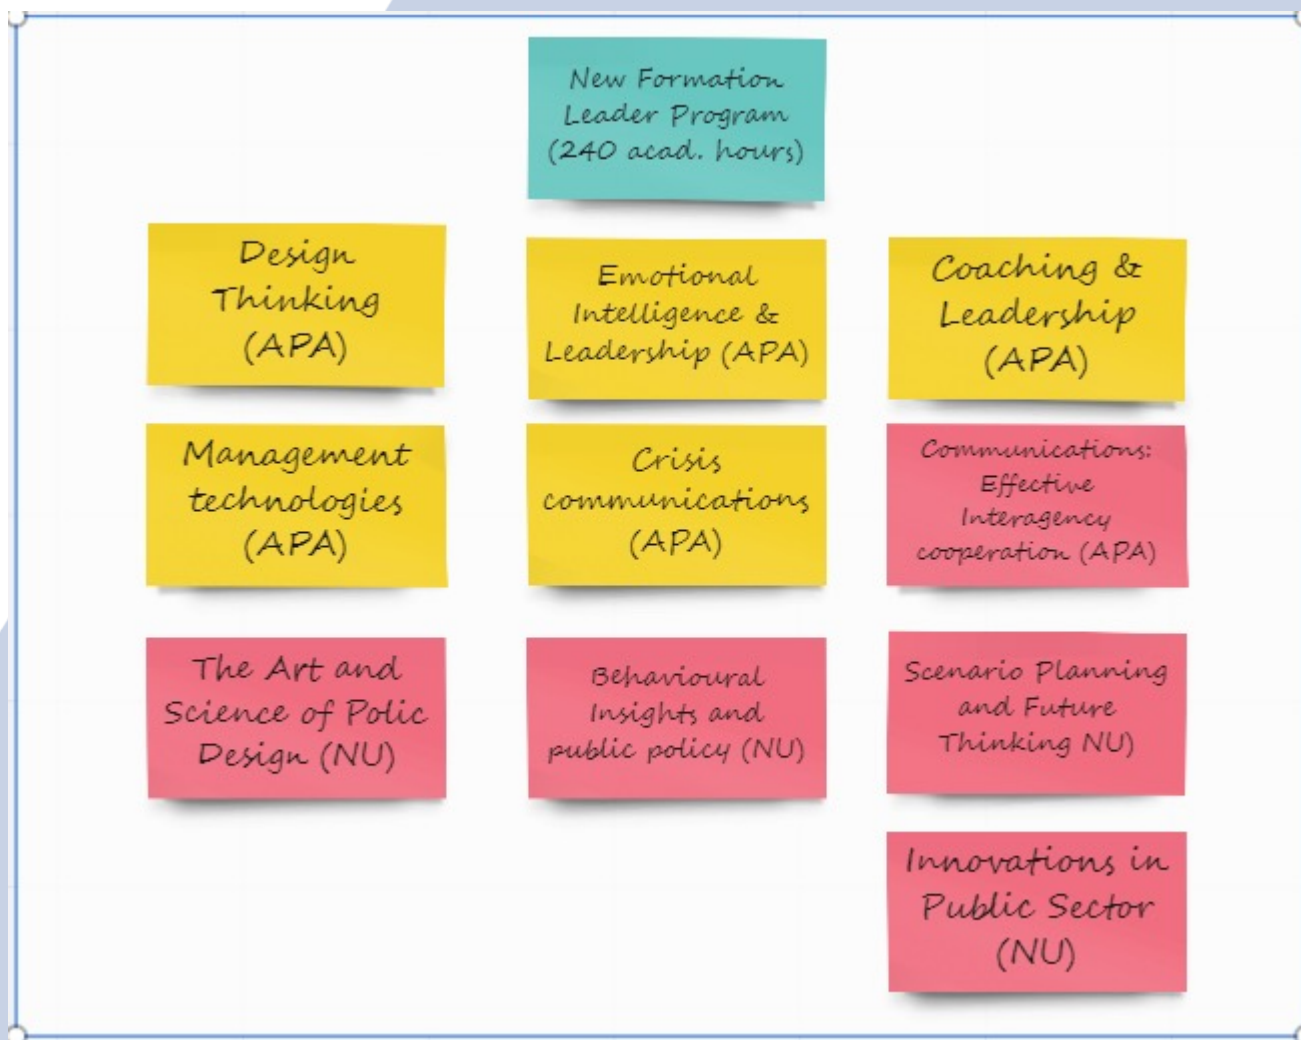 New Formation
Leader Program
(240 acad. hours)
Design
Thinking
(APA)
Emotional
Intelligence &
Leadership (APA)
Coaching &
Leadership
(APA)
Management
technologies
(APA)
Crisis
communications
(APA)
Communications:
Effective
Interagency
cooperation (APA)
The Art and
Science of Polic
Design (NU)
Behavioural
Insights and
public policy (NU)
Scenario Planning
and Future
Thinking NU)
Innovations in
Public Sector
(NU)